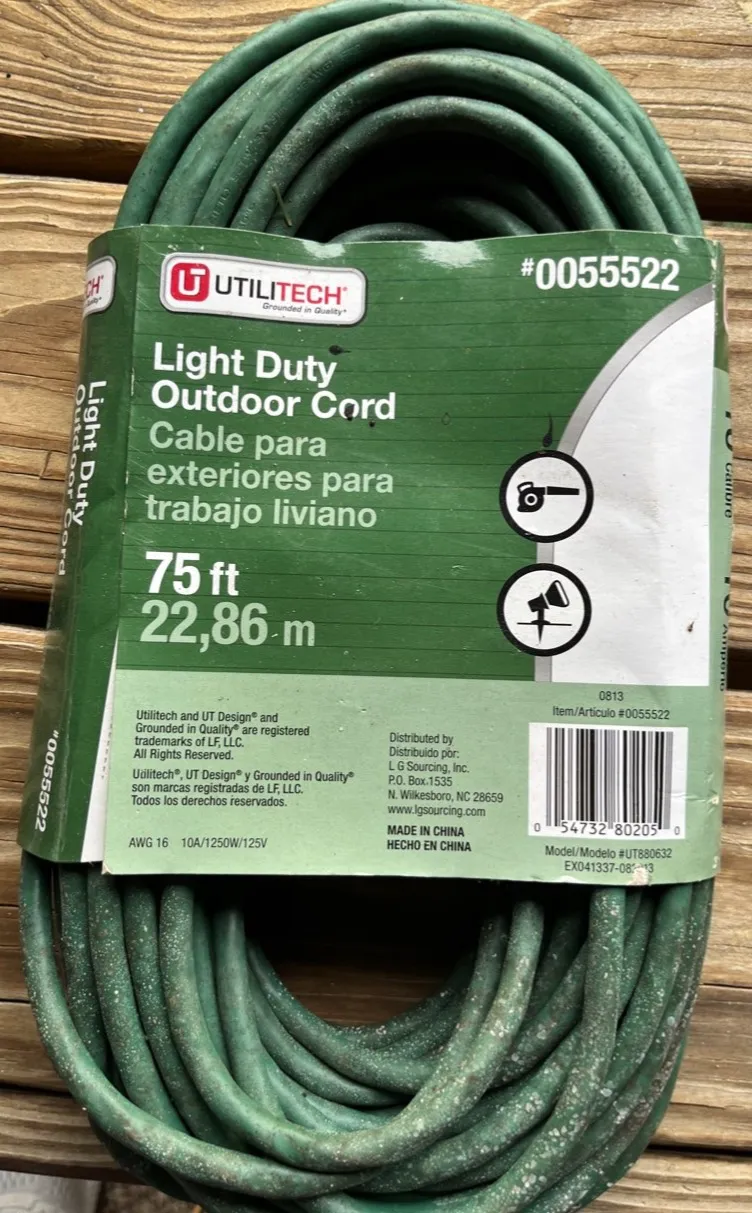 UTILITECH®
Grounded in Quality®
#0055522
Light Duty
Outdoor Cord
Cable para
exteriores para
trabajo liviano
75 ft
22,86 m
Utilitech and UT Design® and
Grounded in Quality® are registered
trademarks of LF, LLC.
All Rights Reserved.
Utilitech®, UT Design® y Grounded in Quality®
son marcas registradas de LF, LLC.
Todos los derechos reservados.
AWG 16 10A/1250W/125V
Distributed by
Distribuido por:
L G Sourcing, Inc.
P.O. Box 1535
N. Wilkesboro, NC 28659
www.lgsourcing.com
MADE IN CHINA
HECHO EN CHINA
0813
Item/Artículo #0055522
0 54732 80205 0
Model/Modelo #UT880632
Light Duty
Outdoor Cord
#0055522
Calibre